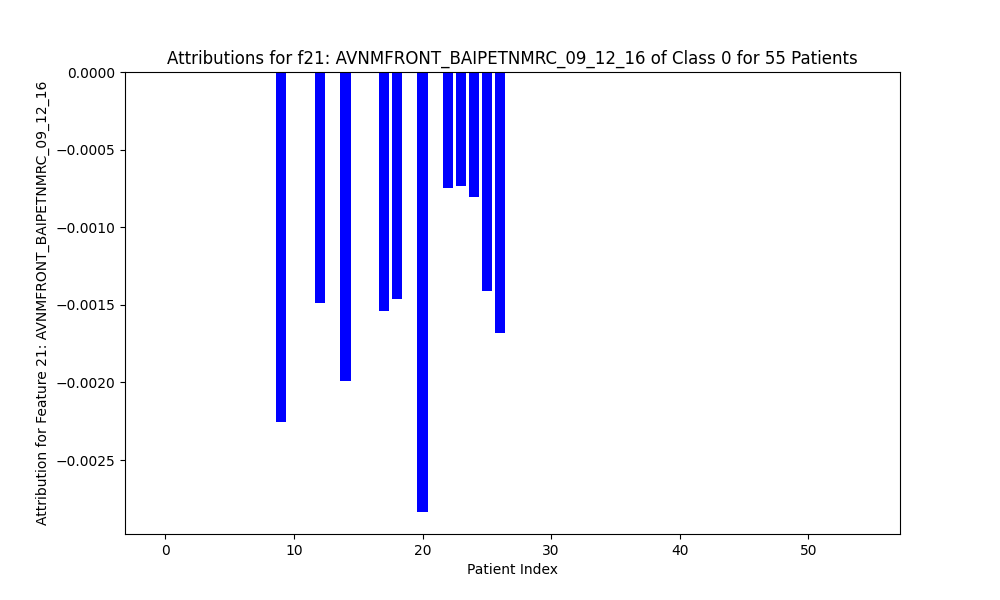 Attributions for f21: AVNMFRONT_BAIPETNMRC_09_12_16 of Class 0 for 55 Patients
Attribution for Feature 21: AVNMFRONT_BAIPETNMRC_09_12_16
0.0000
−0.0005
−0.0010
−0.0015
−0.0020
−0.0025
0 10 20 30 40 50
Patient Index